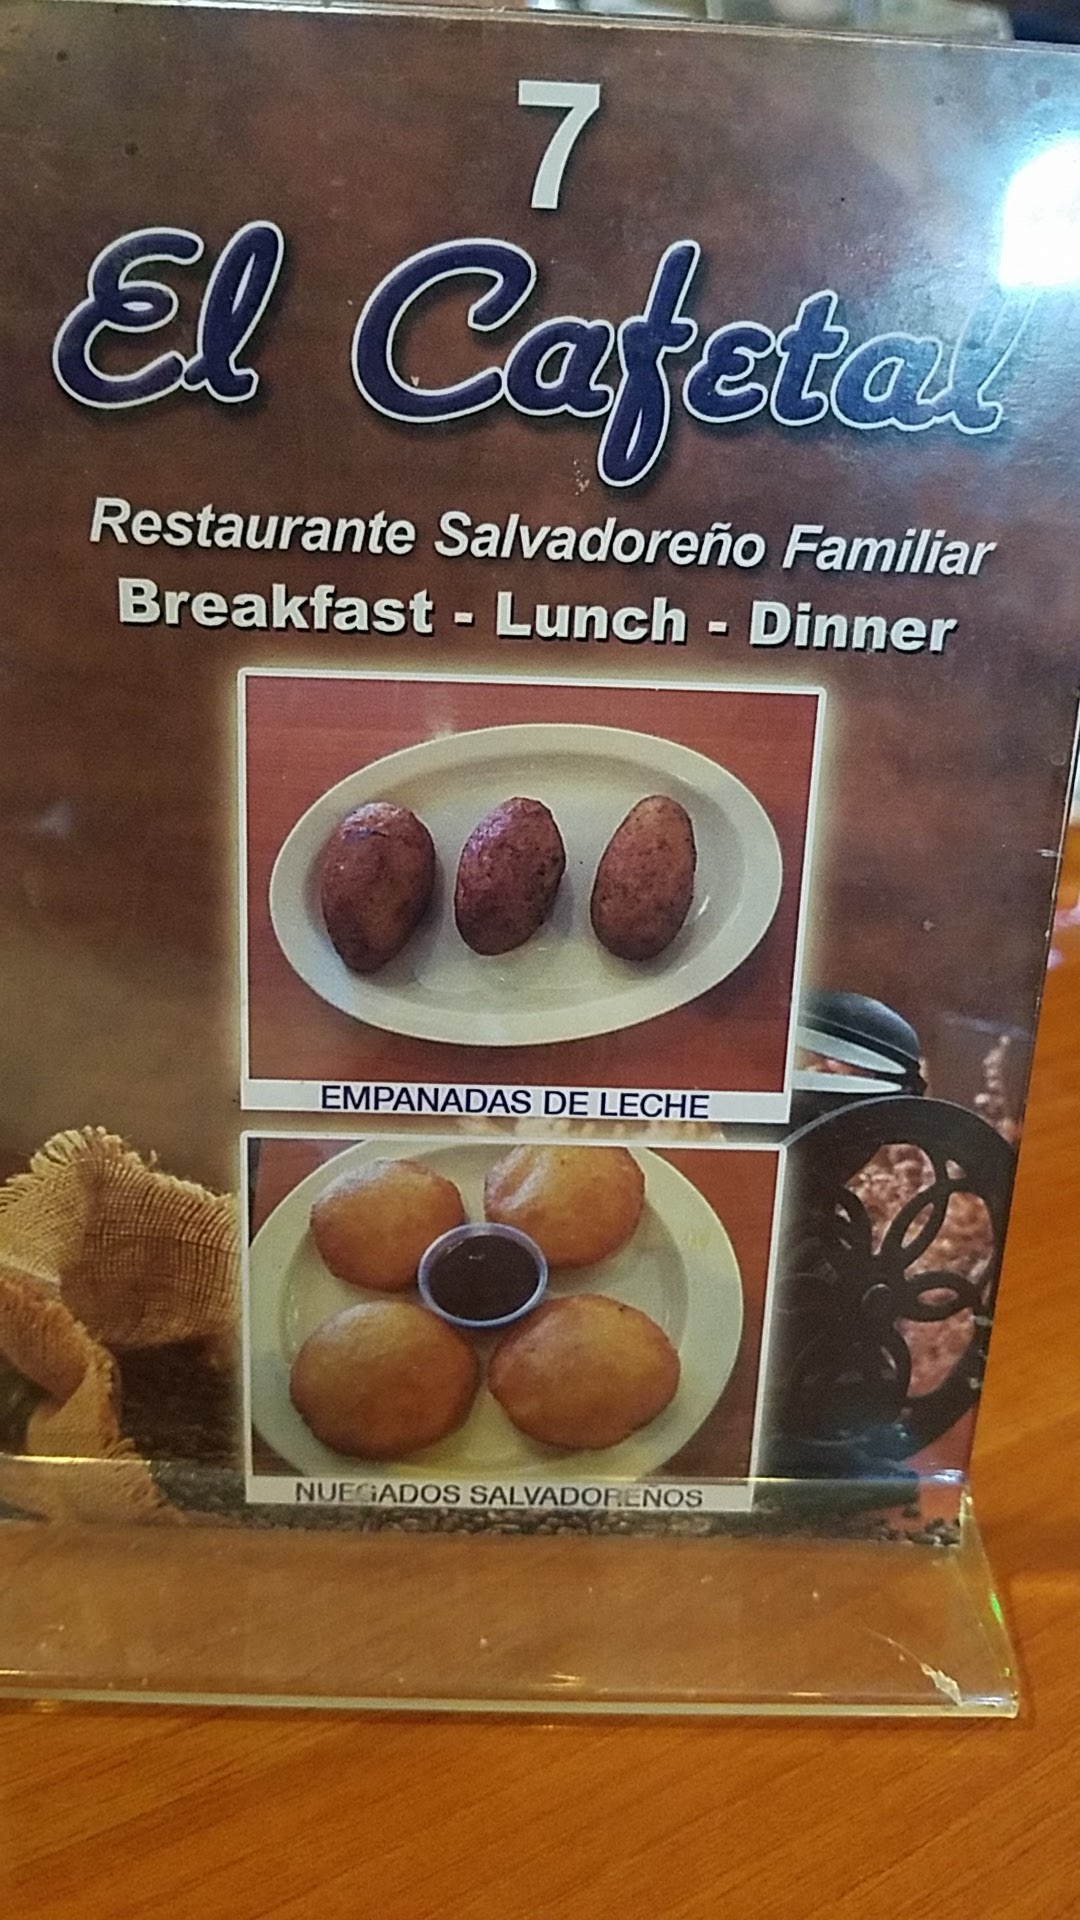 7
El Cafetal
Restaurante Salvadoreño Familiar
Breakfast - Lunch - Dinner
EMPANADAS DE LECHE
NUEGADOS SALVADOREÑOS